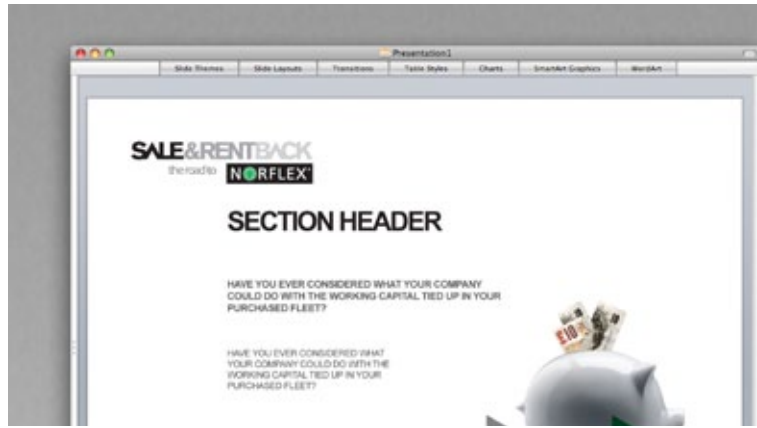 Presentation1
Slide Themes Slide Layouts Transitions Table Styles Charts SmartArt Graphics WordArt
SALE&RENTBACK
the road to NORFLEX
SECTION HEADER
HAVE YOU EVER CONSIDERED WHAT YOUR COMPANY
COULD DO WITH THE WORKING CAPITAL TIED UP IN YOUR
PURCHASED FLEET?
£10
HAVE YOU EVER CONSIDERED WHAT
YOUR COMPANY COULD DO WITH THE
WORKING CAPITAL TIED UP IN YOUR
PURCHASED FLEET?